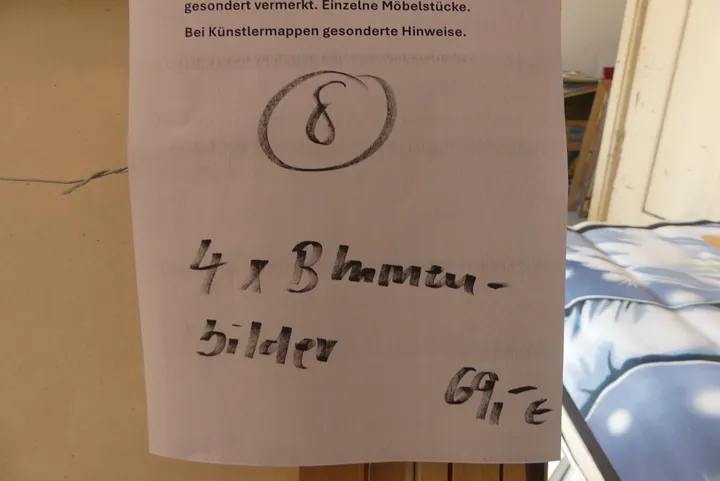 gesondert vermerkt. Einzelne Möbelstücke.
Bei Künstlermappen gesonderte Hinweise.
8
4 x Blumen-
bilder
69,-€